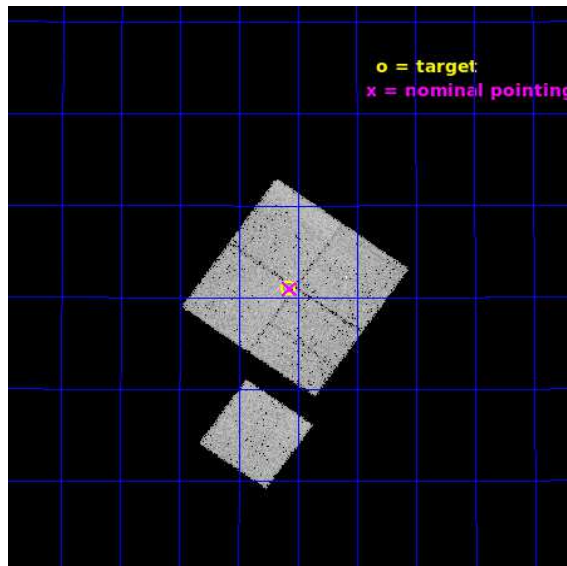 o = target
x = nominal pointing